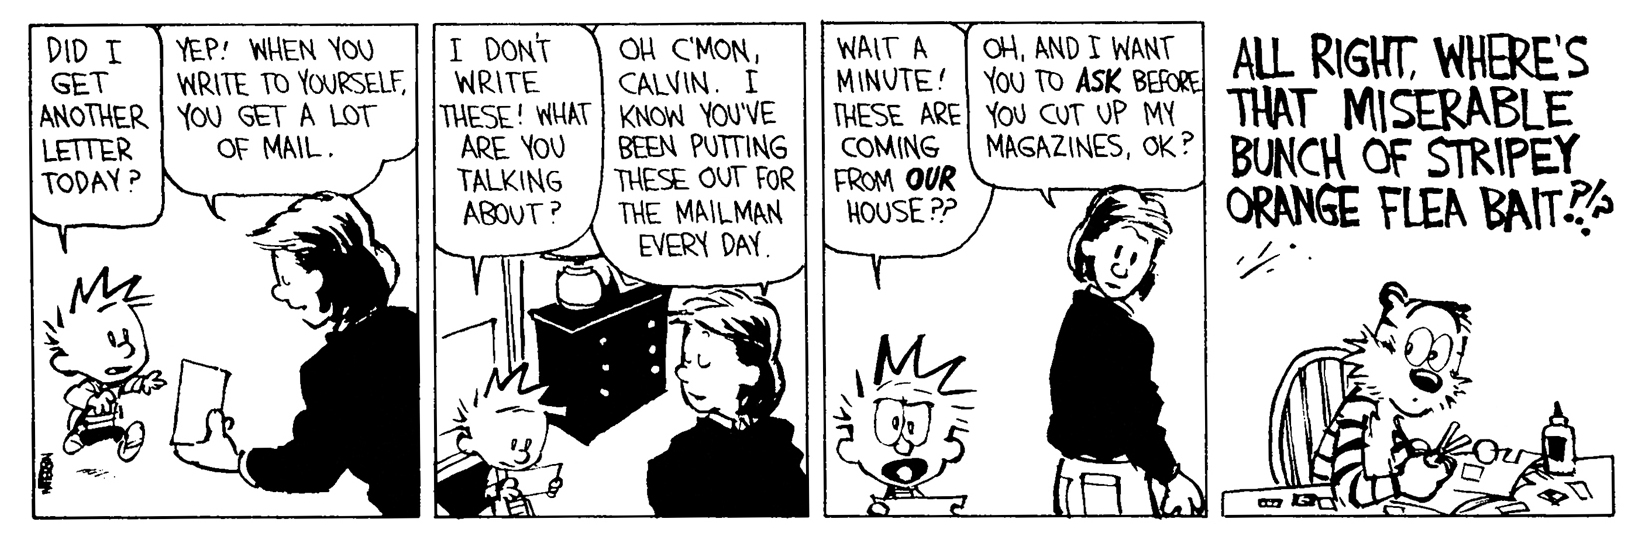 DID I
GET
ANOTHER
LETTER
TODAY?
YEP! WHEN YOU
WRITE TO YOURSELF,
YOU GET A LOT
OF MAIL.
WATTERSON
I DON'T
WRITE
THESE! WHAT
ARE YOU
TALKING
ABOUT?
OH C'MON,
CALVIN. I
KNOW YOU'VE
BEEN PUTTING
THESE OUT FOR
THE MAILMAN
EVERY DAY.
WAIT A
MINUTE!
THESE ARE
COMING
FROM OUR
HOUSE??
OH, AND I WANT
YOU TO ASK BEFORE
YOU CUT UP MY
MAGAZINES, OK?
ALL RIGHT, WHERE'S
THAT MISERABLE
BUNCH OF STRIPEY
ORANGE FLEA BAIT?!?